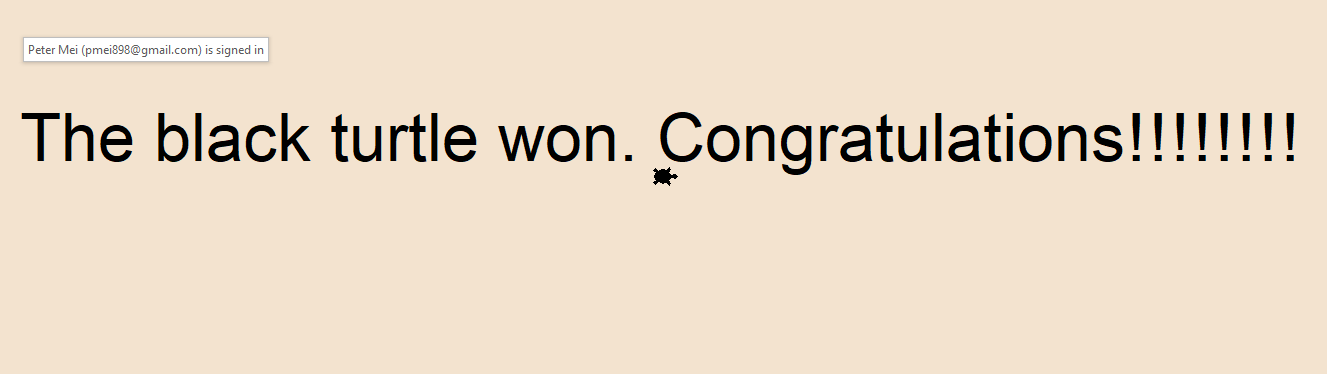 Peter Mei (pmei898@gmail.com) is signed in
The black turtle won. Congratulations!!!!!!!!